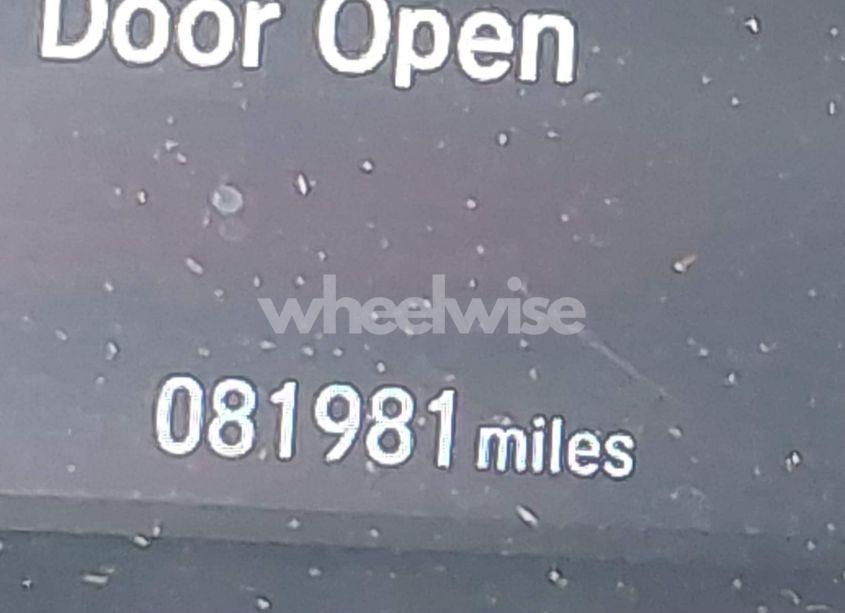 Door Open
wheelwise
081981 miles